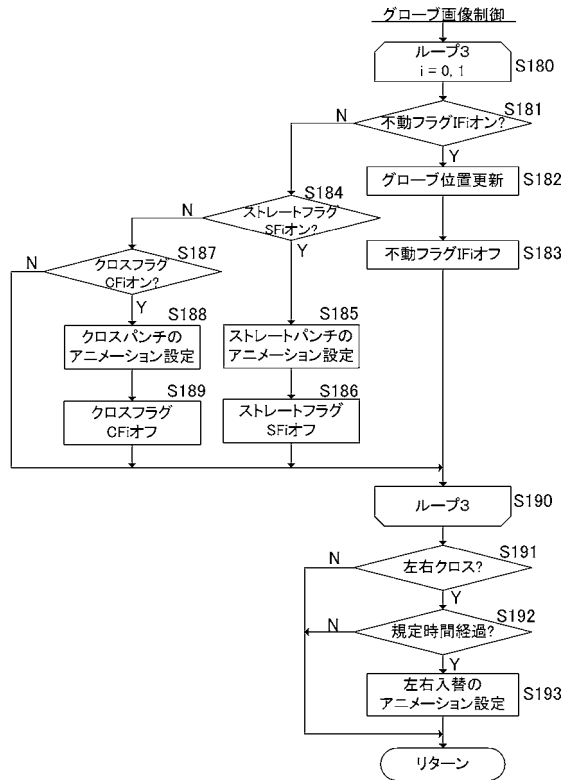 グローブ画像制御
ループ3
i = 0, 1
S180
S181
不動フラグIFiオン?
N
Y
グローブ位置更新
S182
不動フラグIFiオフ
S183
S184
ストレートフラグ
SFiオン?
N
Y
S187
クロスフラグ
CFiオン?
N
Y
S188
クロスパンチの
アニメーション設定
S185
ストレートパンチの
アニメーション設定
S189
クロスフラグ
CFiオフ
S186
ストレートフラグ
SFiオフ
ループ3
S190
S191
左右クロス?
N
Y
S192
規定時間経過?
N
Y
左右入替の
アニメーション設定
S193
リターン